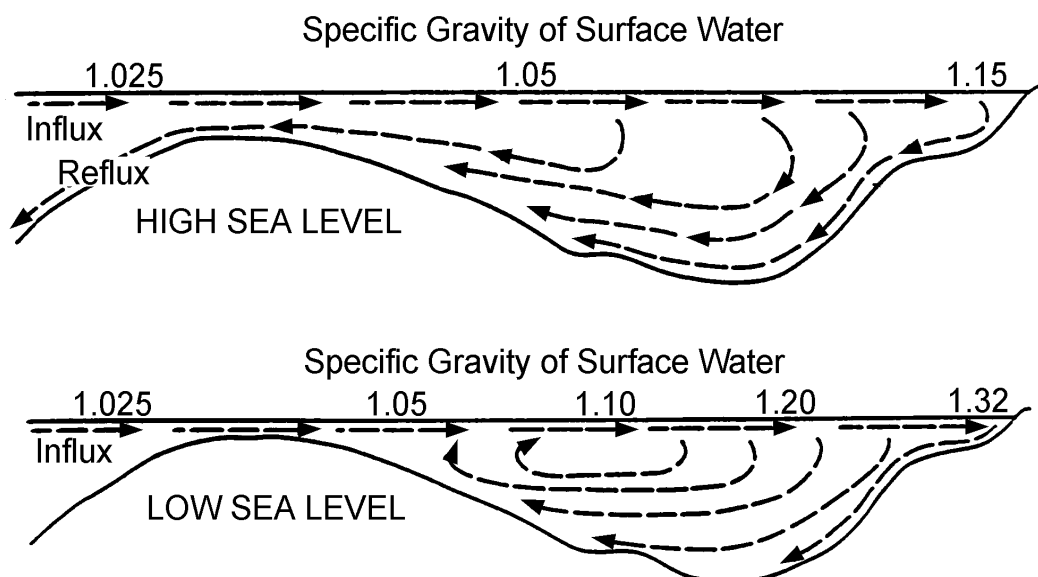 Specific Gravity of Surface Water
1.025 1.05 1.15
Influx
Reflux
HIGH SEA LEVEL
Specific Gravity of Surface Water
1.025 1.05 1.10 1.20 1.32
Influx
LOW SEA LEVEL